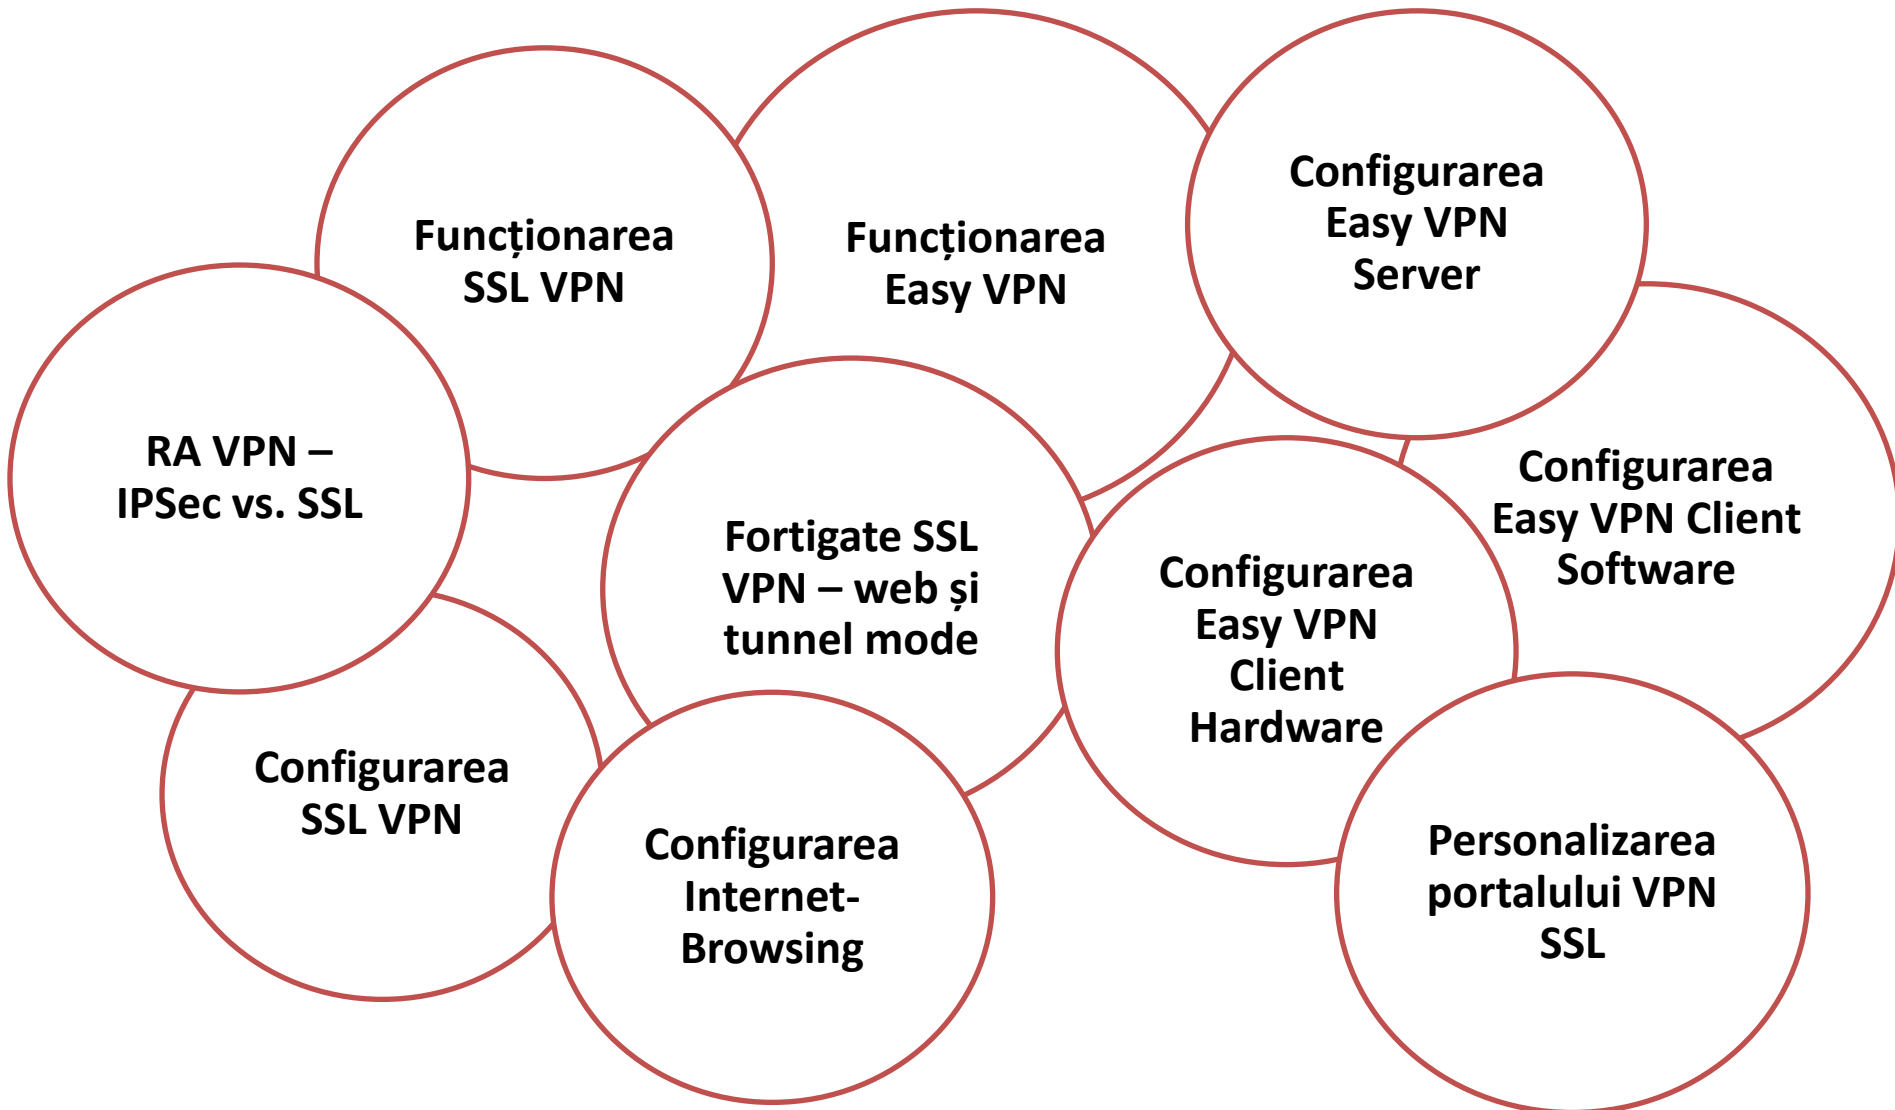 Funcționarea
SSL VPN
Funcționarea
Easy VPN
Configurarea
Easy VPN
Server
RA VPN –
IPSec vs. SSL
Fortigate SSL
VPN – web și
tunnel mode
Configurarea
Easy VPN
Client
Hardware
Configurarea
Easy VPN Client
Software
Configurarea
SSL VPN
Configurarea
Internet-
Browsing
Personalizarea
portalului VPN
SSL